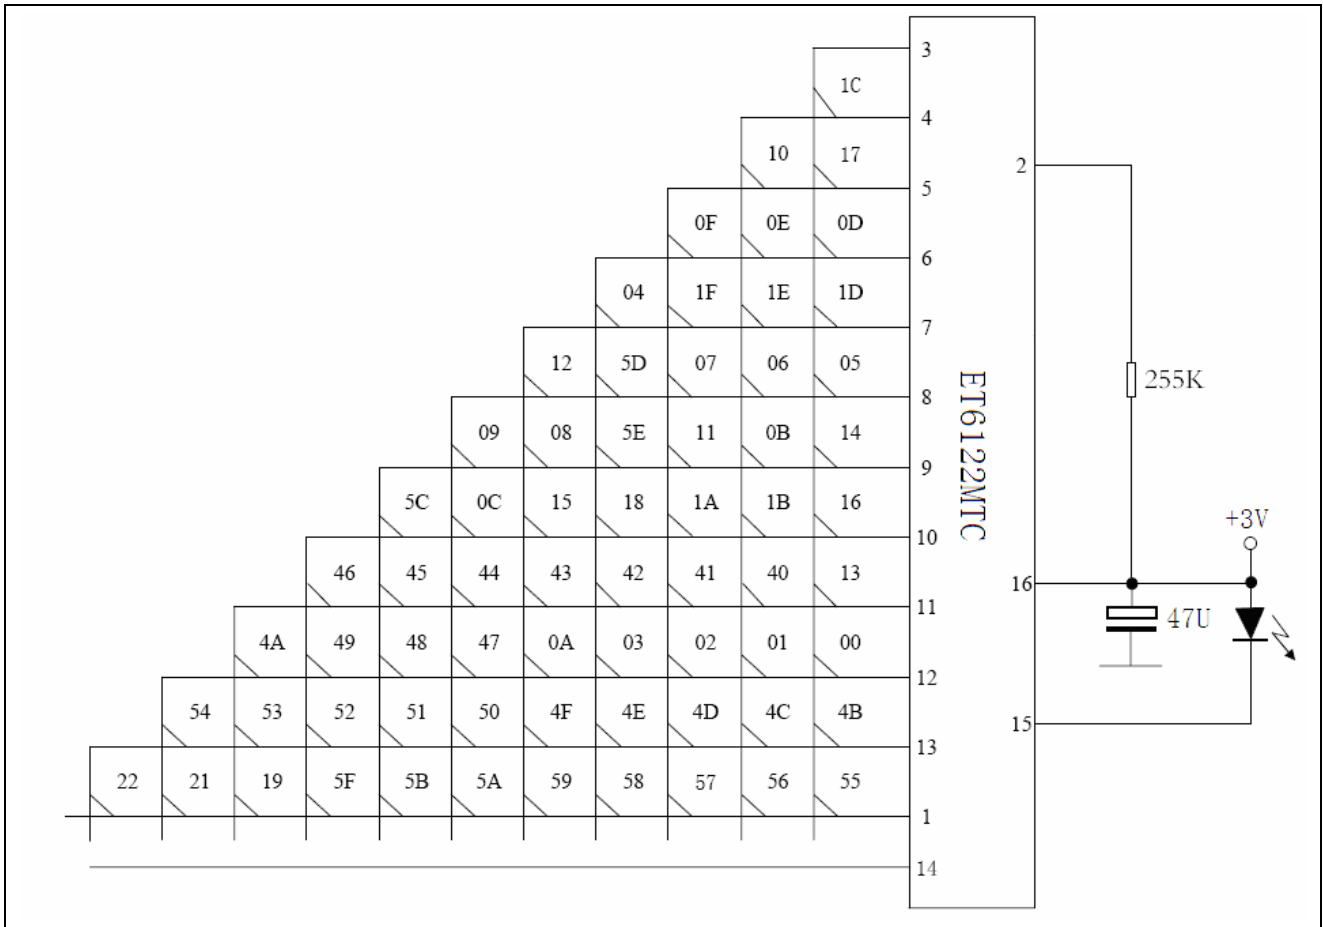 3
1C
4
10 17
2
5
0F 0E 0D
6
04 1F 1E 1D
7
12 5D 07 06 05
255K
8
09 08 5E 11 0B 14
9
5C 0C 15 18 1A 1B 16
ET6122MTC
+3V
10
46 45 44 43 42 41 40 13
16
11
47U
4A 49 48 47 0A 03 02 01 00
12
54 53 52 51 50 4F 4E 4D 4C 4B
15
13
22 21 19 5F 5B 5A 59 58 57 56 55
1
14